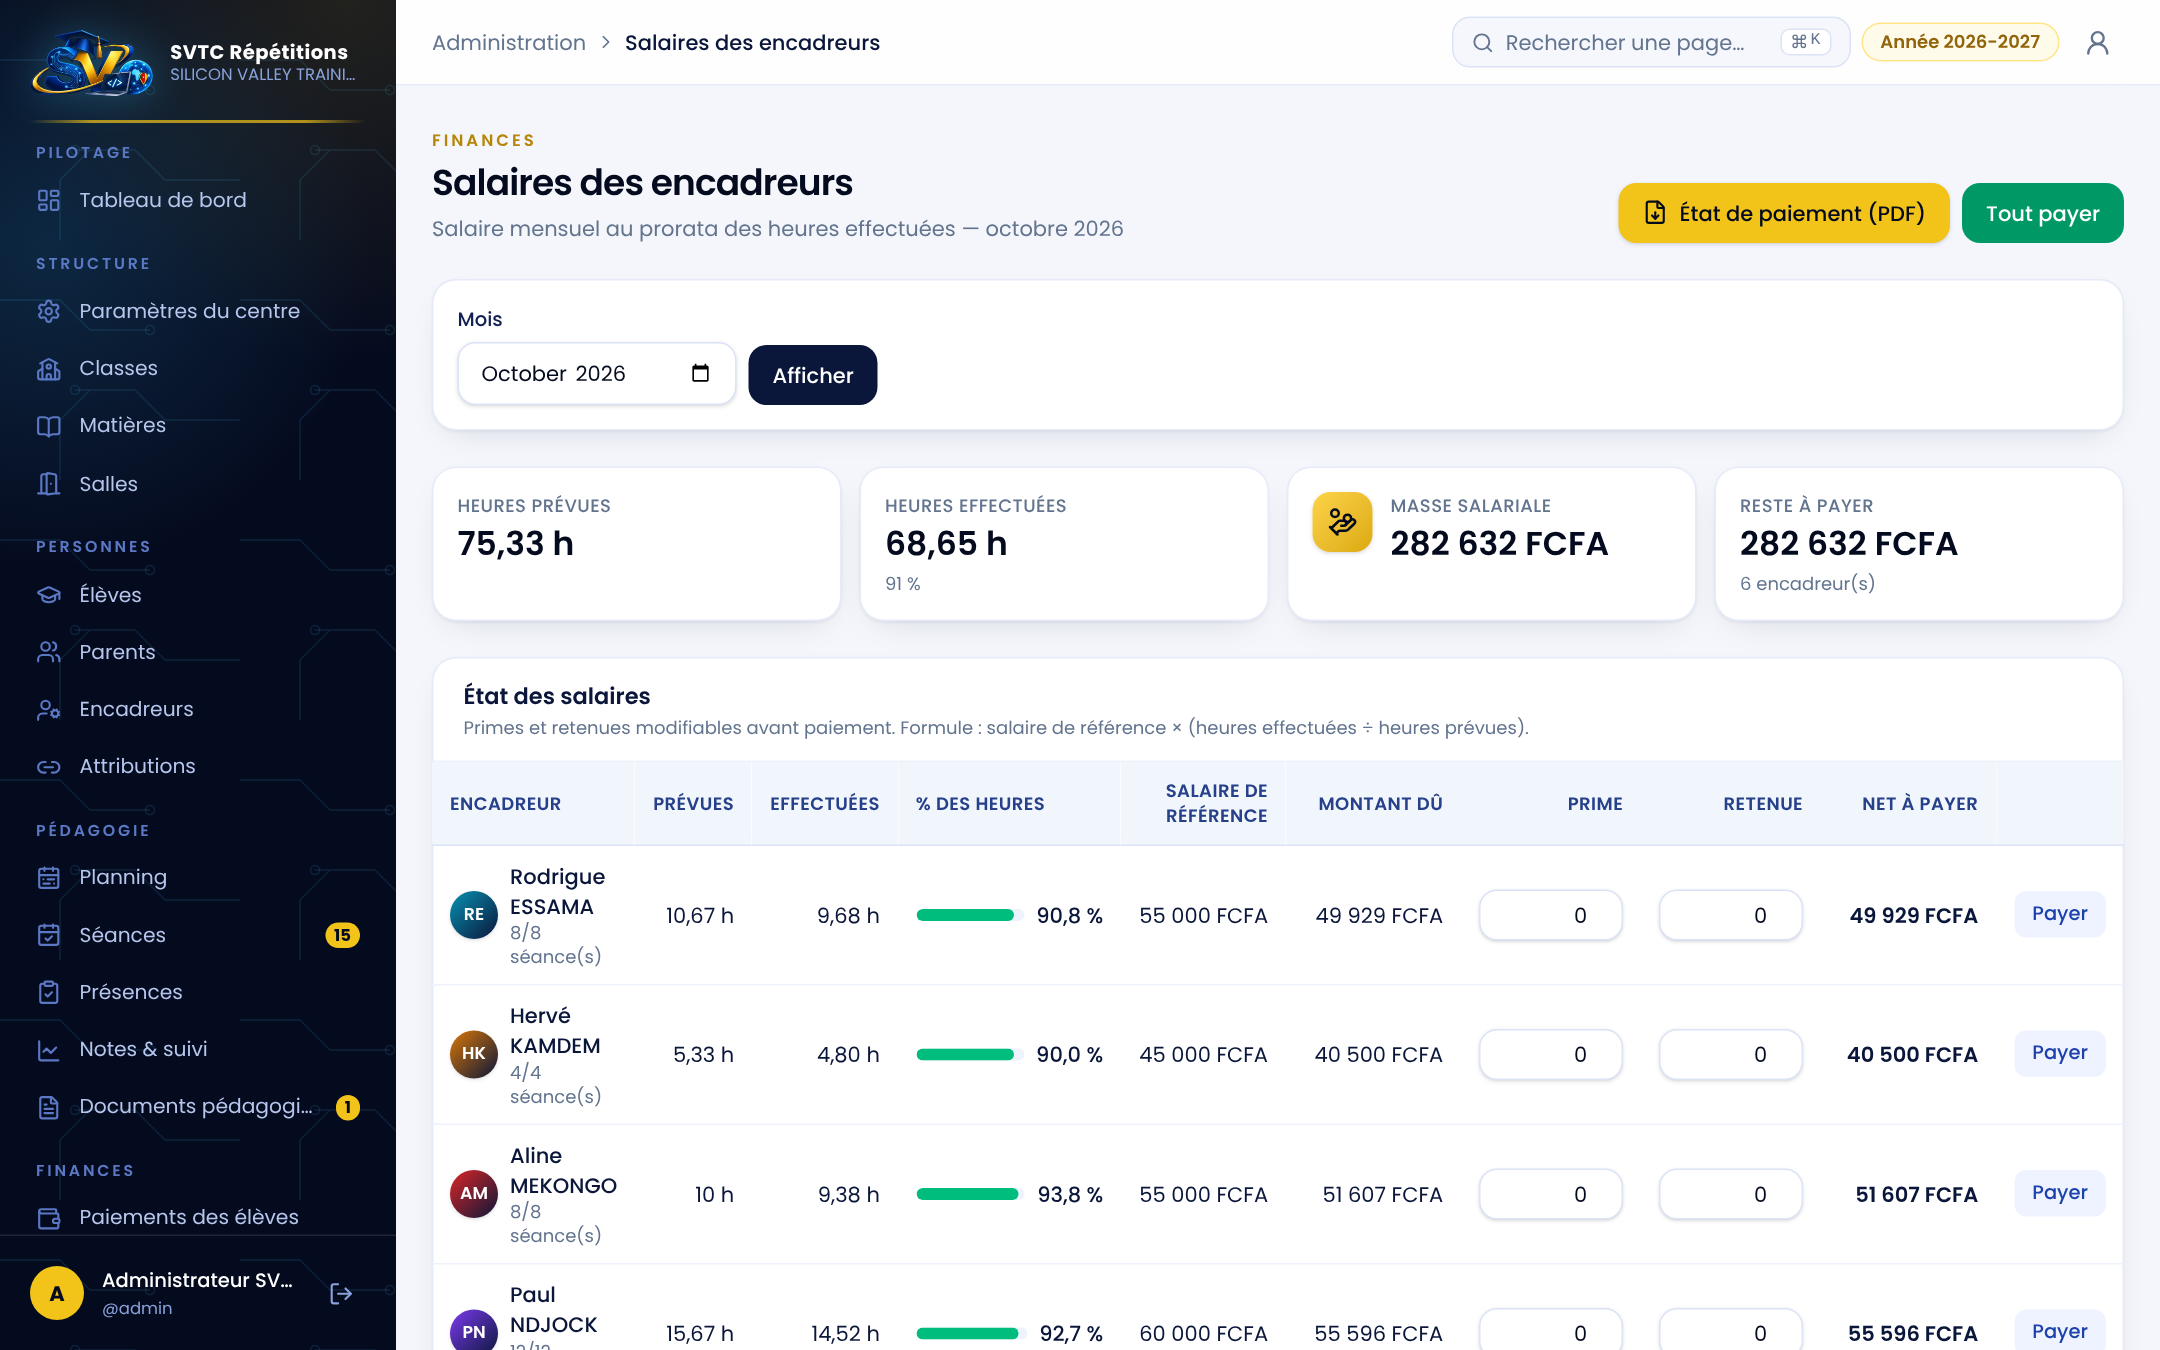 SVTC Répétitions
SILICON VALLEY TRAINI...
PILOTAGE
Tableau de bord
STRUCTURE
Paramètres du centre
Classes
Matières
Salles
PERSONNES
Élèves
Parents
Encadreurs
Attributions
PÉDAGOGIE
Planning
Séances 15
Présences
Notes & suivi
Documents pédagogi... 1
FINANCES
Paiements des élèves
A
Administrateur SV...
@admin
Administration > Salaires des encadreurs
Rechercher une page... ⌘ K
Année 2026-2027
FINANCES
Salaires des encadreurs
Salaire mensuel au prorata des heures effectuées — octobre 2026
État de paiement (PDF)
Tout payer
Mois
October 2026
Afficher
HEURES PRÉVUES
75,33 h
HEURES EFFECTUÉES
68,65 h
91 %
MASSE SALARIALE
282 632 FCFA
RESTE À PAYER
282 632 FCFA
6 encadreur(s)
État des salaires
Primes et retenues modifiables avant paiement. Formule : salaire de référence × (heures effectuées ÷ heures prévues).
ENCADREUR PRÉVUES EFFECTUÉES % DES HEURES SALAIRE DE RÉFÉRENCE MONTANT DÛ PRIME RETENUE NET À PAYER
RE Rodrigue ESSAMA 8/8 séance(s) 10,67 h 9,68 h 90,8 % 55 000 FCFA 49 929 FCFA 0 0 49 929 FCFA Payer
HK Hervé KAMDEM 4/4 séance(s) 5,33 h 4,80 h 90,0 % 45 000 FCFA 40 500 FCFA 0 0 40 500 FCFA Payer
AM Aline MEKONGO 8/8 séance(s) 10 h 9,38 h 93,8 % 55 000 FCFA 51 607 FCFA 0 0 51 607 FCFA Payer
PN Paul NDJOCK 15,67 h 14,52 h 92,7 % 60 000 FCFA 55 596 FCFA 0 0 55 596 FCFA Payer